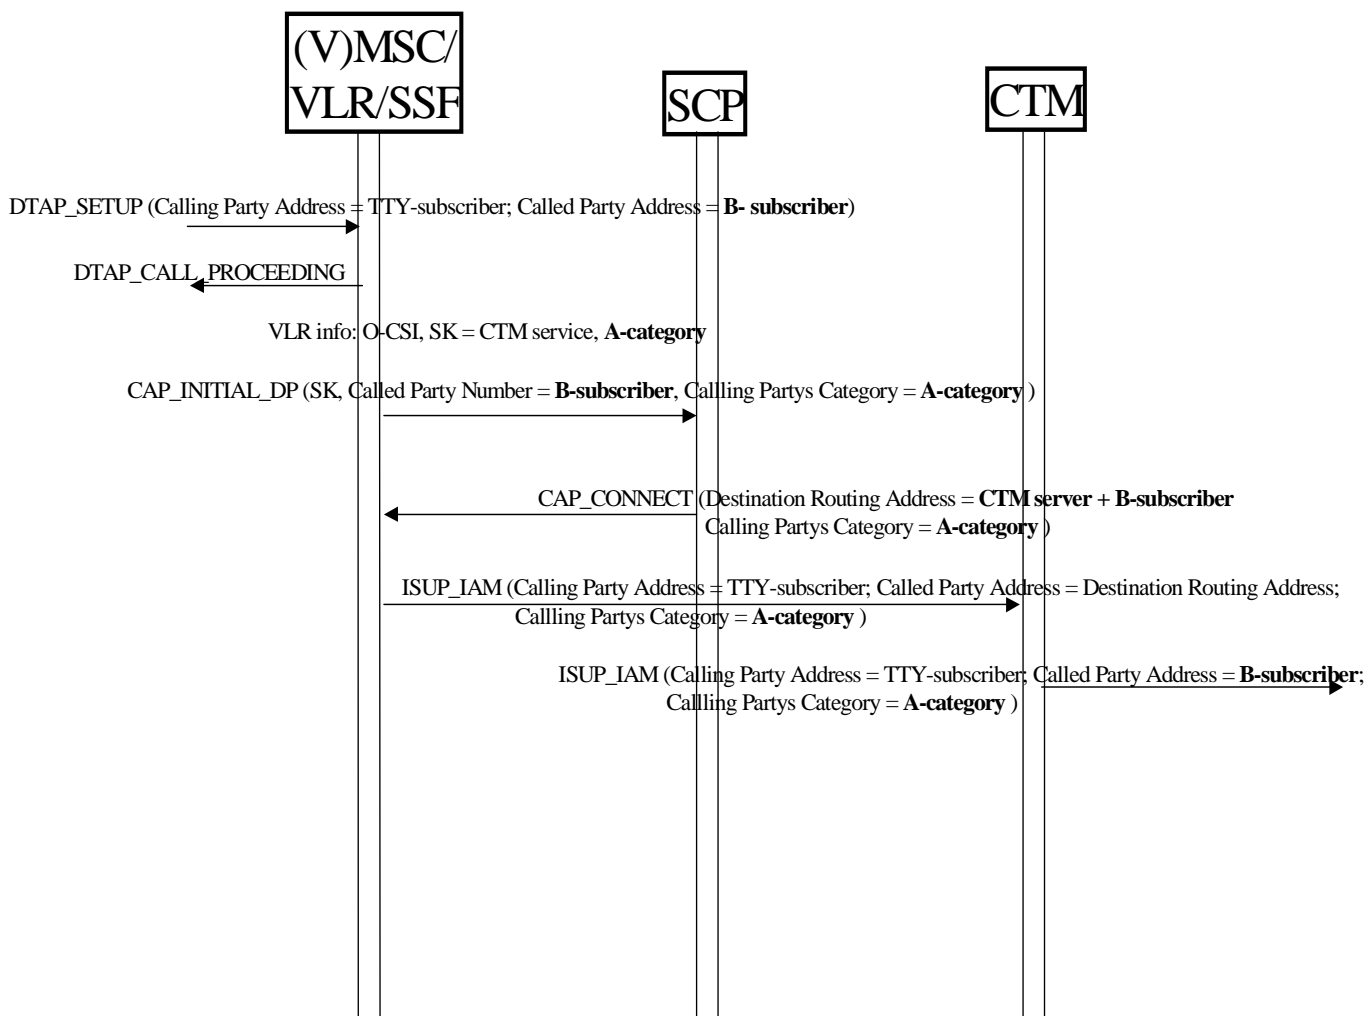 (V)MSC/
VLR/SSF
SCP
CTM
DTAP_SETUP (Calling Party Address = TTY-subscriber; Called Party Address = B- subscriber)
DTAP_CALL_PROCEEDING
VLR info: O-CSI, SK = CTM service, A-category
CAP_INITIAL_DP (SK, Called Party Number = B-subscriber, Callling Partys Category = A-category )
CAP_CONNECT (Destination Routing Address = CTM server + B-subscriber
Calling Partys Category = A-category )
ISUP_IAM (Calling Party Address = TTY-subscriber; Called Party Address = Destination Routing Address;
Callling Partys Category = A-category )
ISUP_IAM (Calling Party Address = TTY-subscriber; Called Party Address = B-subscriber;
Callling Partys Category = A-category )